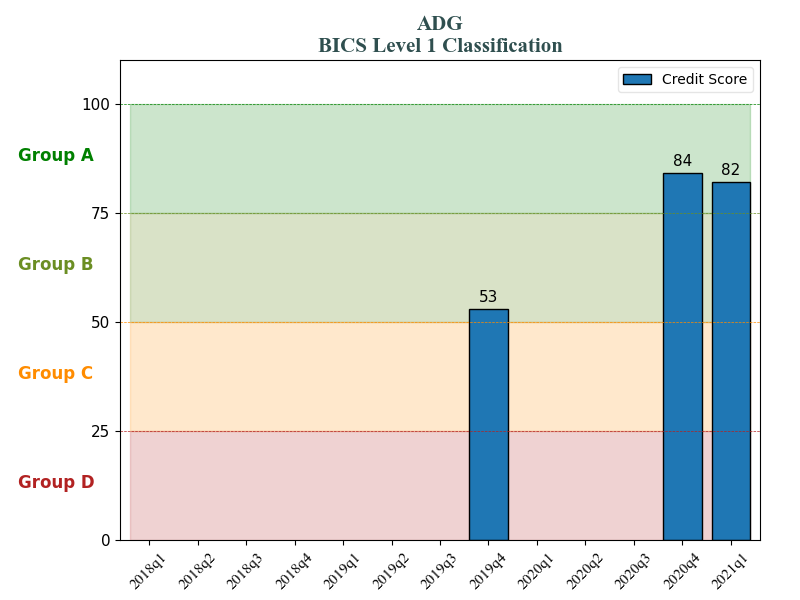 ADG
BICS Level 1 Classification
Credit Score
100
Group A
84
82
75
Group B
53
50
Group C
25
Group D
0
2018q1
2018q2
2018q3
2018q4
2019q1
2019q2
2019q3
2019q4
2020q1
2020q2
2020q3
2020q4
2021q1